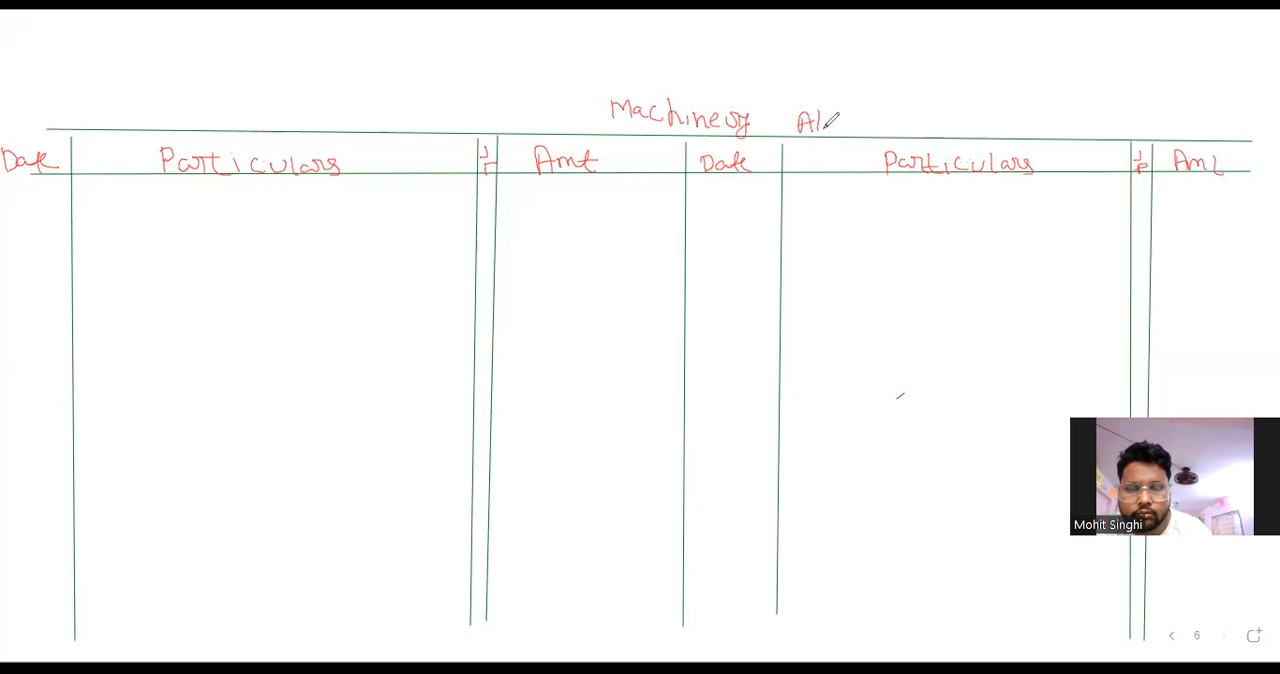 Machinery A/
Date Particulars J F Amt Date Particulars J F Amt
Mohit Singhi
6